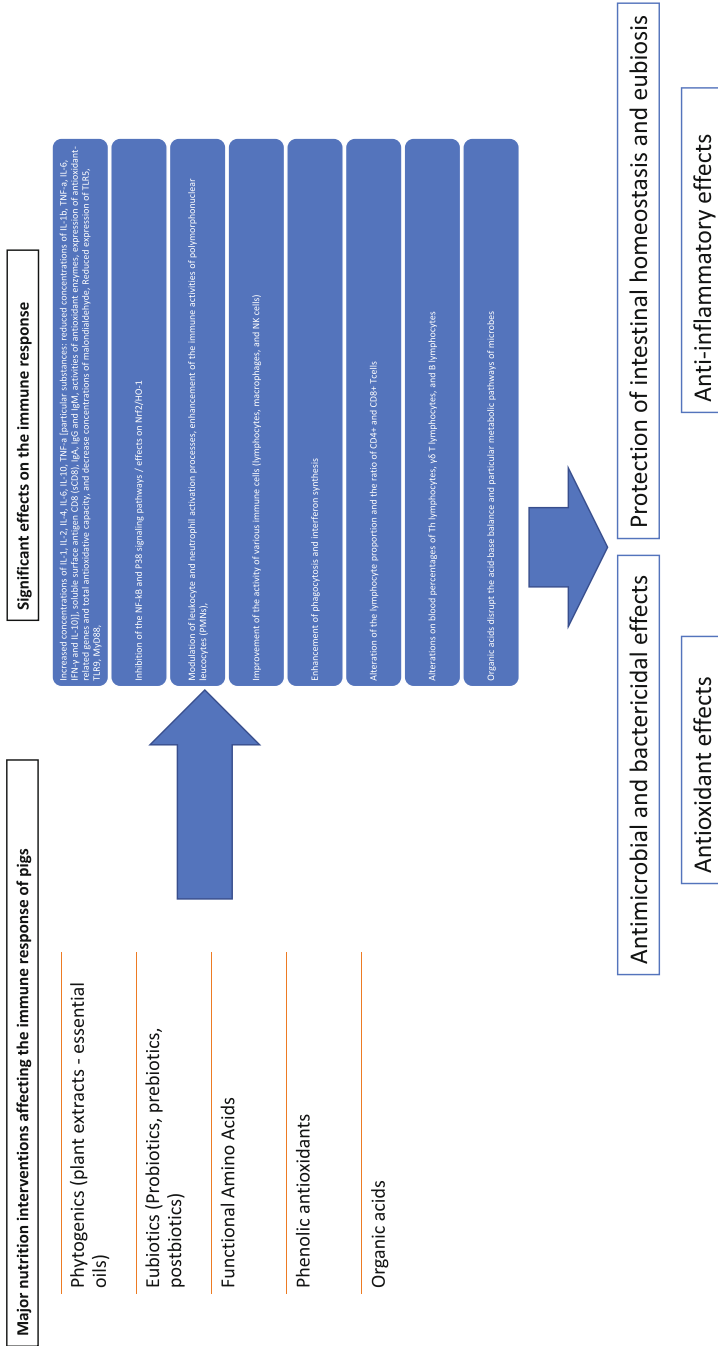 Major nutrition interventions affecting the immune response of pigs
Phytogenics (plant extracts - essential
oils)
Eubiotics (Probiotics, prebiotics,
postbiotics)
Functional Amino Acids
Phenolic antioxidants
Organic acids
Significant effects on the immune response
Increased concentrations of IL-1, IL-2, IL-4, IL-6, IL-10, TNF-a [particular substances: reduced concentrations of IL-1b, TNF-a, IL-6,
IFN-γ and IL-10)], soluble surface antigen CD8 (sCD8), IgA, IgG and IgM, activities of antioxidant enzymes, expression of antioxidant-
related genes and total antioxidative capacity, and decrease concentrations of malondialdehyde, Reduced expression of TLR5,
TLR9, MyD88,
Inhibition of the NF-kB and P38 signaling pathways / effects on Nrf2/HO-1
Modulation of leukocyte and neutrophil activation processes, enhancement of the immune activities of polymorphonuclear
leucocytes (PMNs),
Improvement of the activity of various immune cells (lymphocytes, macrophages, and NK cells)
Enhancement of phagocytosis and interferon synthesis
Alteration of the lymphocyte proportion and the ratio of CD4+ and CD8+ Tcells
Alterations on blood percentages of Th lymphocytes, γδ T lymphocytes, and B lymphocytes
Organic acids disrupt the acid-base balance and particular metabolic pathways of microbes
Antimicrobial and bactericidal effects
Protection of intestinal homeostasis and eubiosis
Antioxidant effects
Anti-inflammatory effects